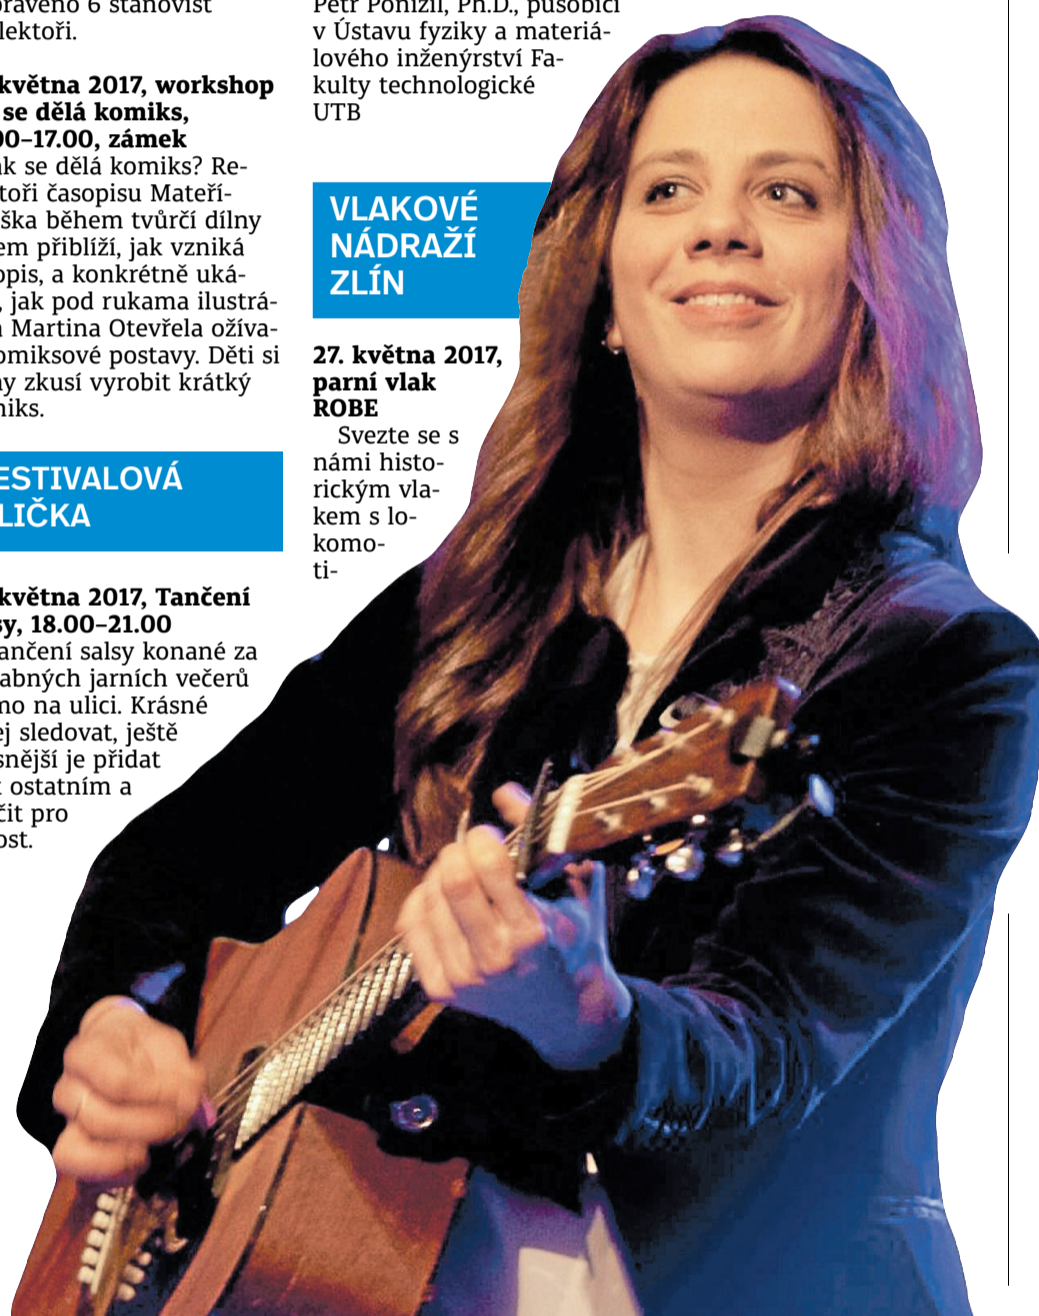 praveno 6 stanovišť
lektoři.
května 2017, workshop
se dělá komiks,
00–17.00, zámek
ak se dělá komiks? Re-
toři časopisu Mateří-
ška během tvůrčí dílny
em přiblíží, jak vzniká
opis, a konkrétně uká-
, jak pod rukama ilustrá-
a Martina Otevřela ožíva-
omiksové postavy. Děti si
ny zkusí vyrobit krátký
miks.
ESTIVALOVÁ
LIČKA
května 2017, Tančení
sy, 18.00–21.00
ančení salsy konané za
abných jarních večerů
mo na ulici. Krásné
ej sledovat, ještě
snější je přidat
k ostatním a
čit pro
ost.
Petr Ponížil, Ph.D., působící
v Ústavu fyziky a materiá-
lového inženýrství Fa-
kulty technologické
UTB
VLAKOVÉ
NÁDRAŽÍ
ZLÍN
27. května 2017,
parní vlak
ROBE
Svezte se s
námi histo-
rickým vla-
kem s lo-
komo-
ti-